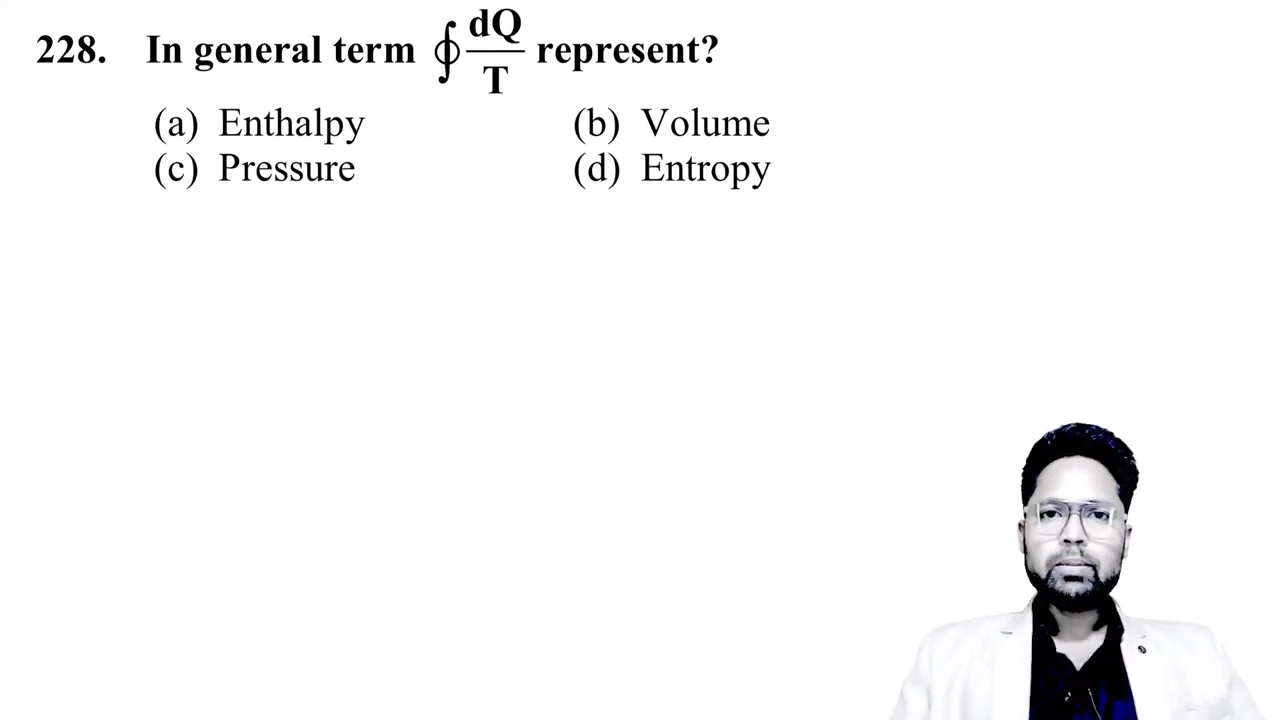 228. In general term ∮ dQ/T represent?
(a) Enthalpy (b) Volume
(c) Pressure (d) Entropy